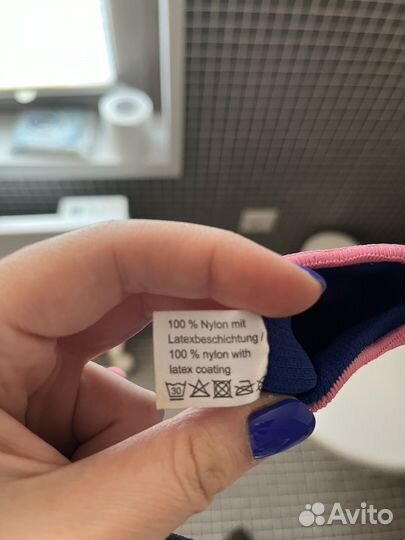 100 % Nylon mit
Latexbeschichtung /
100 % nylon with
latex coating
30
Avito